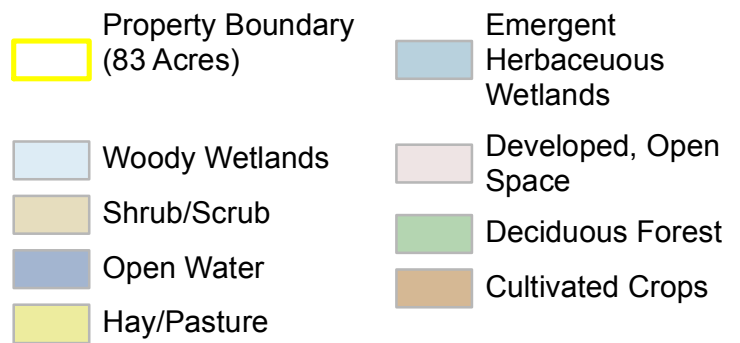 Property Boundary
(83 Acres)
Woody Wetlands
Shrub/Scrub
Open Water
Hay/Pasture
Emergent
Herbaceuous
Wetlands
Developed, Open
Space
Deciduous Forest
Cultivated Crops